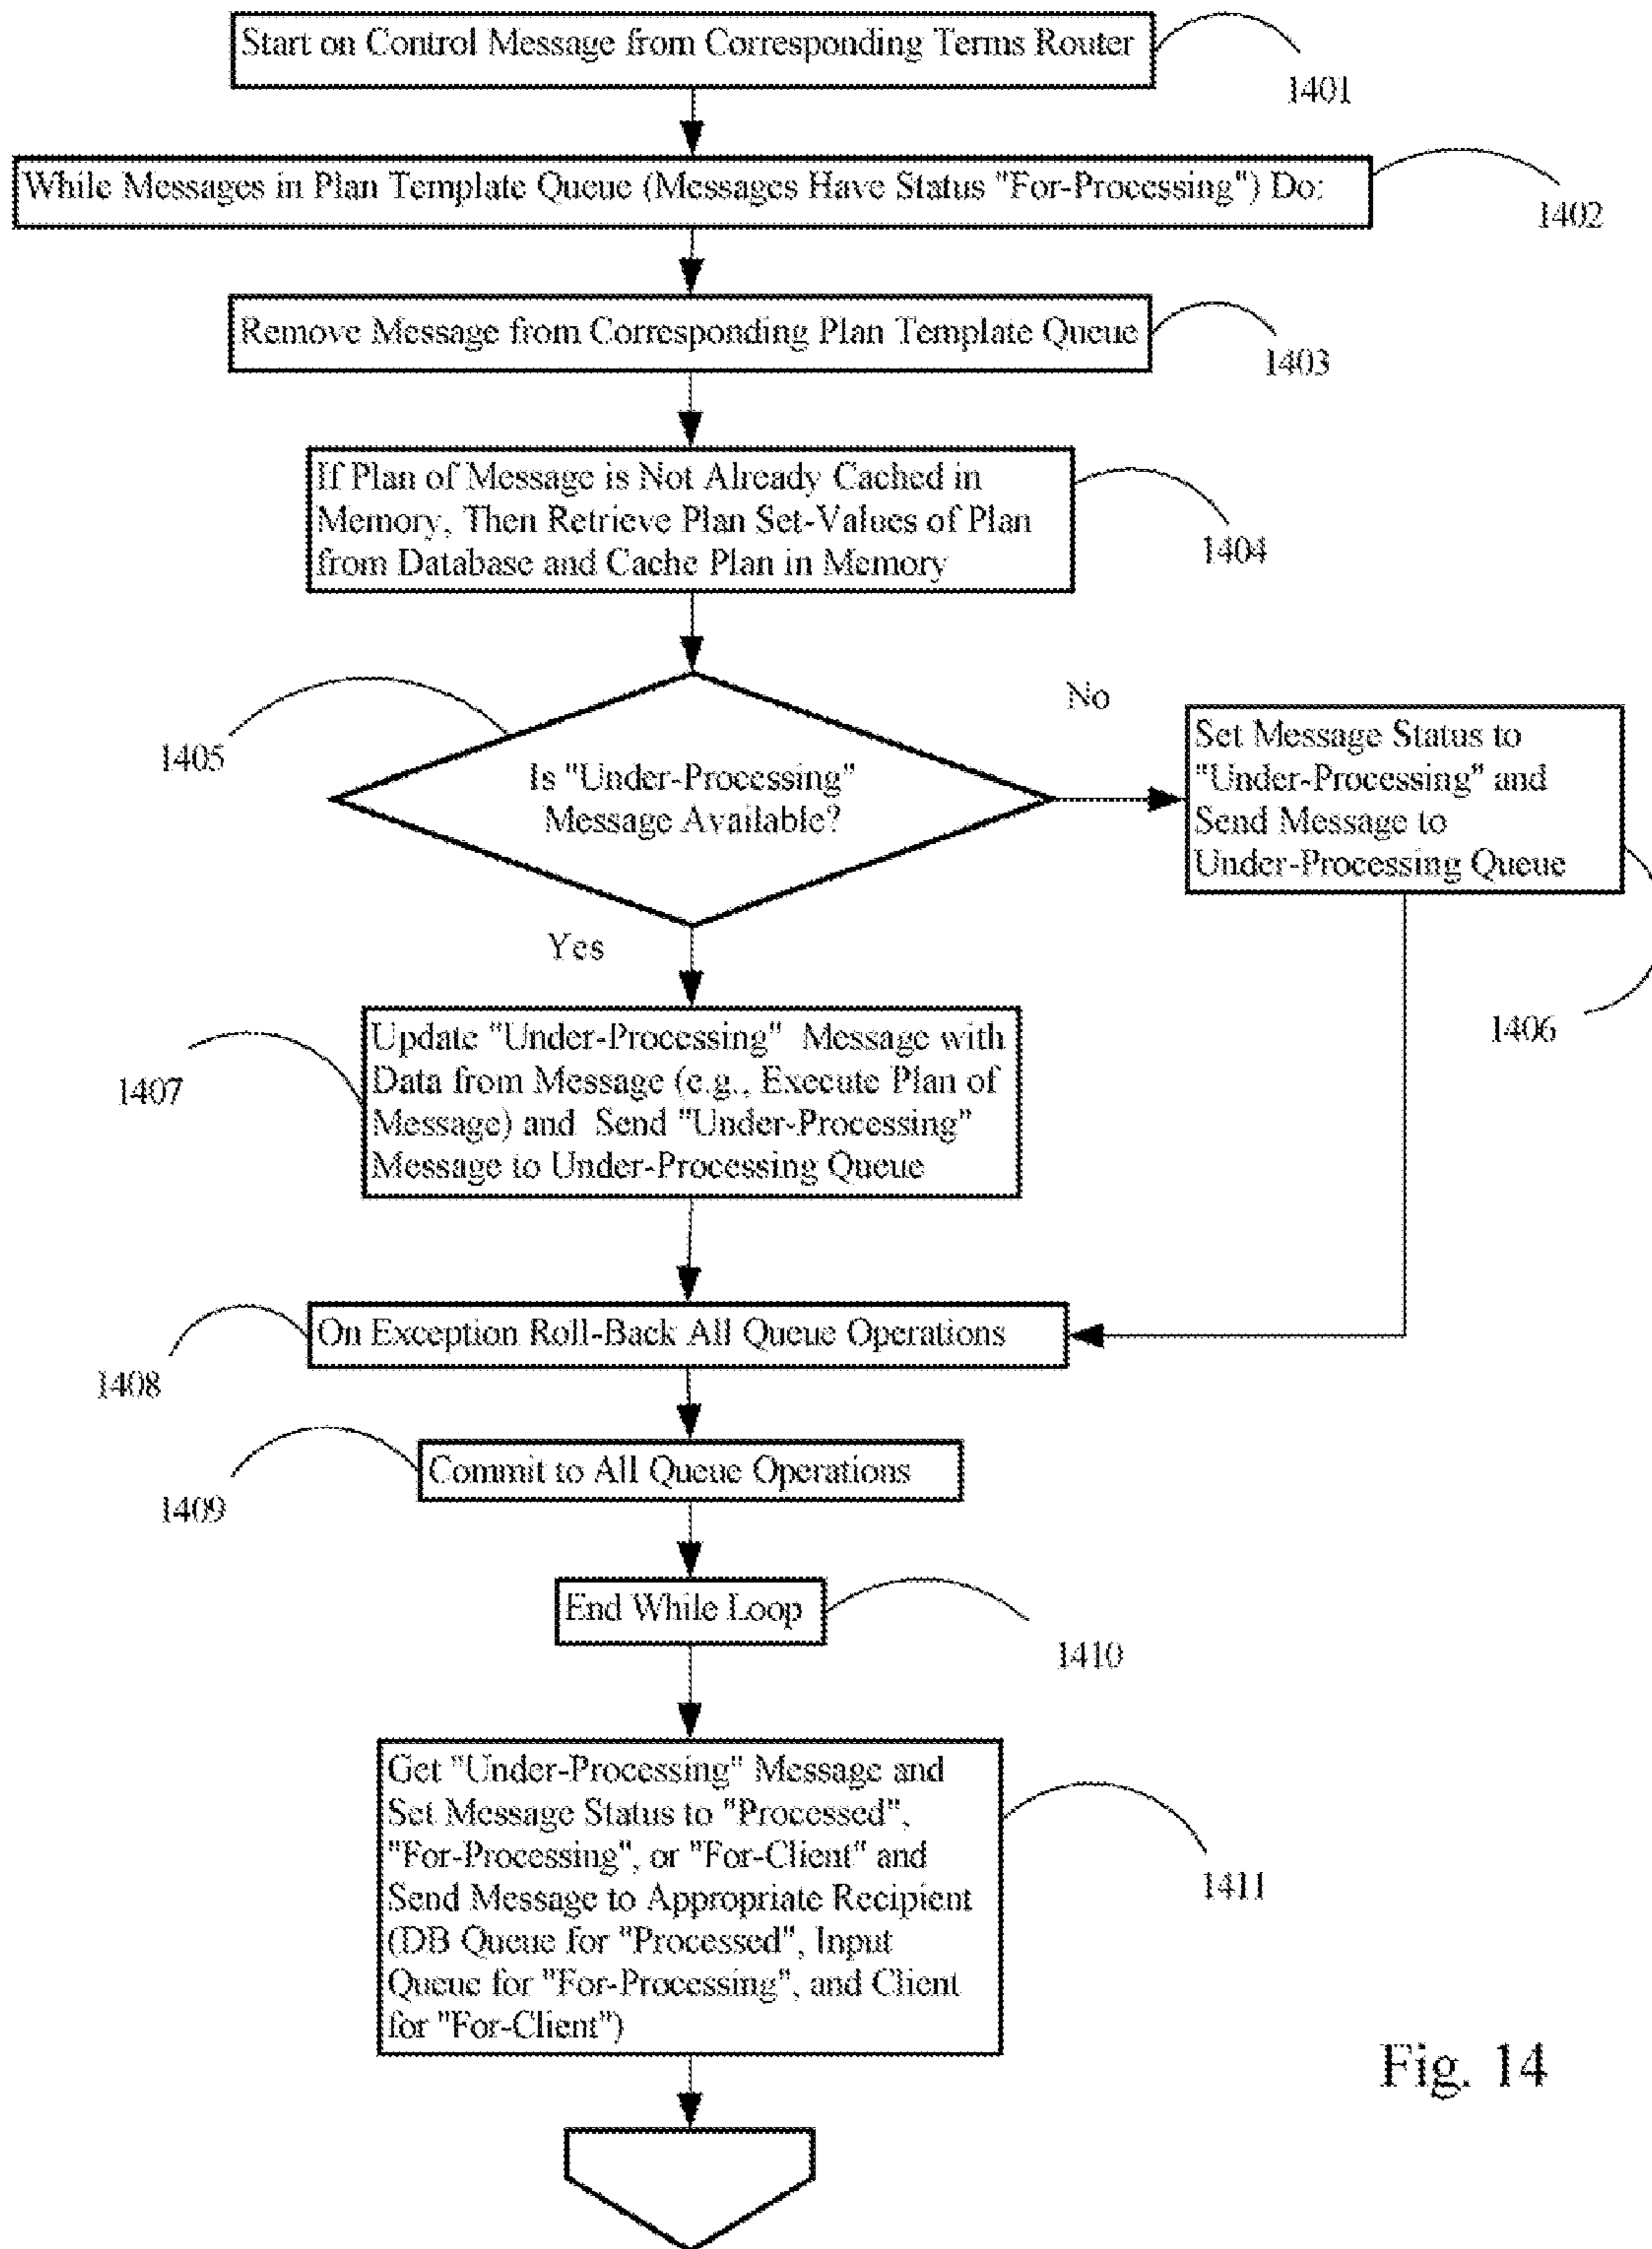 Start on Control Message from Corresponding Terms Router
1401
While Messages in Plan Template Queue (Messages Have Status "For-Processing") Do:
1402
Remove Message from Corresponding Plan Template Queue
1403
If Plan of Message is Not Already Cached in
Memory, Then Retrieve Plan Set-Values of Plan
from Database and Cache Plan in Memory
1404
1405
Is "Under-Processing"
Message Available?
No
Set Message Status to
"Under-Processing" and
Send Message to
Under-Processing Queue
1406
Yes
1407
Update "Under-Processing" Message with
Data from Message (e.g., Execute Plan of
Message) and Send "Under-Processing"
Message to Under-Processing Queue
On Exception Roll-Back All Queue Operations
1408
Commit to All Queue Operations
1409
End While Loop
1410
Get "Under-Processing" Message and
Set Message Status to "Processed",
"For-Processing", or "For-Client" and
Send Message to Appropriate Recipient
(DB Queue for "Processed", Input
Queue for "For-Processing", and Client
for "For-Client")
1411
Fig. 14